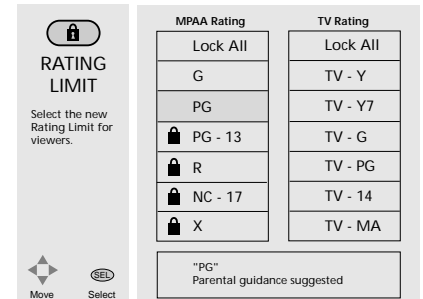 RATING
LIMIT
Select the new
Rating Limit for
viewers.
Move
SEL
Select
MPAA Rating
Lock All
G
PG
PG - 13
R
NC - 17
X
TV Rating
Lock All
TV - Y
TV - Y7
TV - G
TV - PG
TV - 14
TV - MA
"PG"
Parental guidance suggested